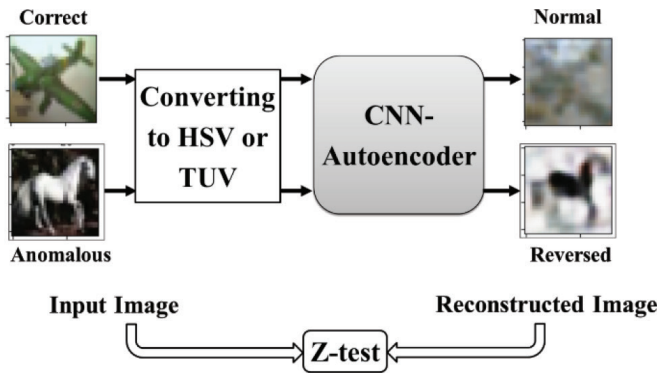 Correct
Normal
Converting
to HSV or
TUV
CNN-
Autoencoder
Anomalous
Reversed
Input Image
Reconstructed Image
Z-test